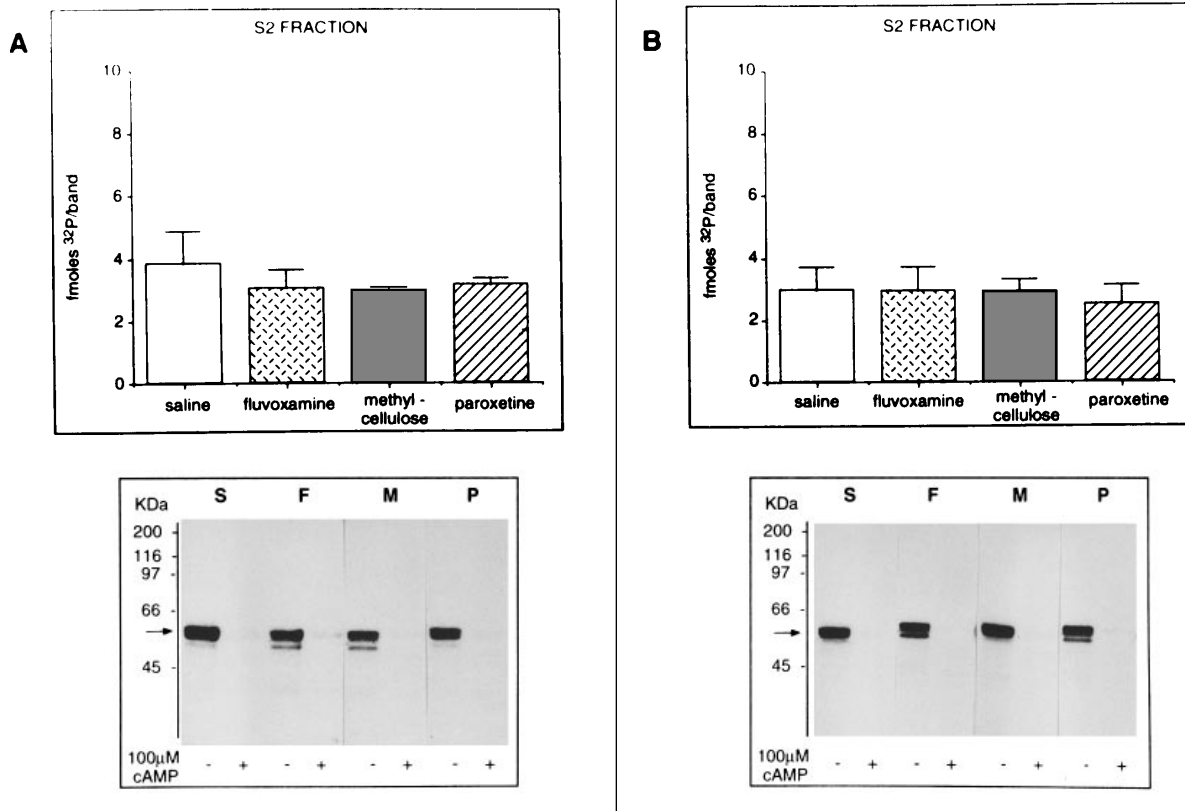 A
S2 FRACTION
10
8
6
4
2
0
fmoles ³²P/band
saline fluvoxamine methyl - cellulose paroxetine
KDa S F M P
200 -
116 -
97 -
66 -
45 -
100µM cAMP - + - + - + - +
B
S2 FRACTION
10
8
6
4
2
0
fmoles ³²P/band
saline fluvoxamine methyl - cellulose paroxetine
KDa S F M P
200 -
116 -
97 -
66 -
45 -
100µM cAMP - + - + - + - +